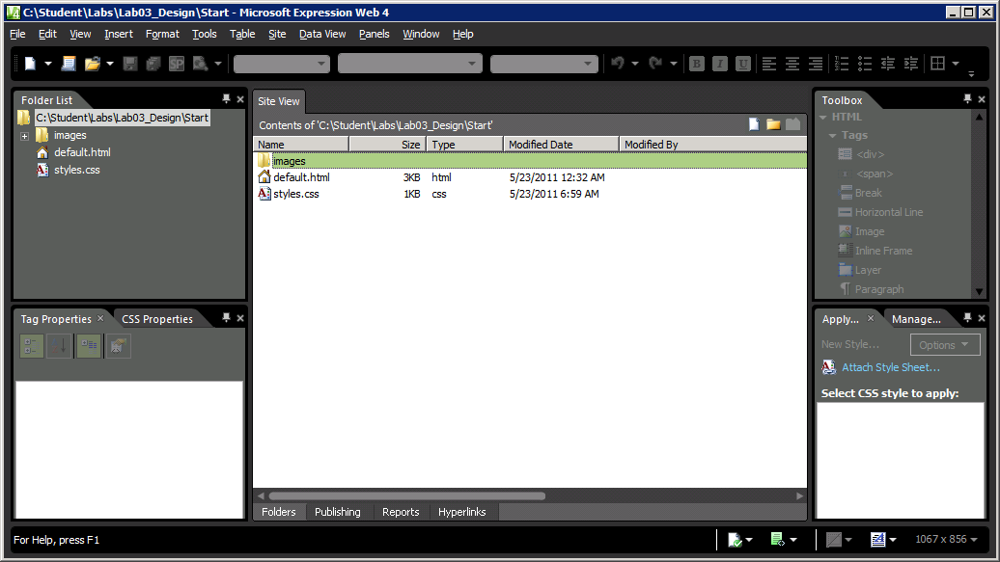 C:\Student\Labs\Lab03_Design\Start - Microsoft Expression Web 4
File Edit View Insert Format Tools Table Site Data View Panels Window Help
SP B I U
Folder List
C:\Student\Labs\Lab03_Design\Start
images
default.html
styles.css
Tag Properties CSS Properties
Site View
Contents of 'C:\Student\Labs\Lab03_Design\Start'
Name Size Type Modified Date Modified By
images
default.html 3KB html 5/23/2011 12:32 AM
styles.css 1KB css 5/23/2011 6:59 AM
Folders Publishing Reports Hyperlinks
Toolbox
HTML
Tags
<div>
<span>
Break
Horizontal Line
Image
Inline Frame
Layer
Paragraph
Apply... Manage...
New Style...
Options
Attach Style Sheet...
Select CSS style to apply:
For Help, press F1
1067 x 856